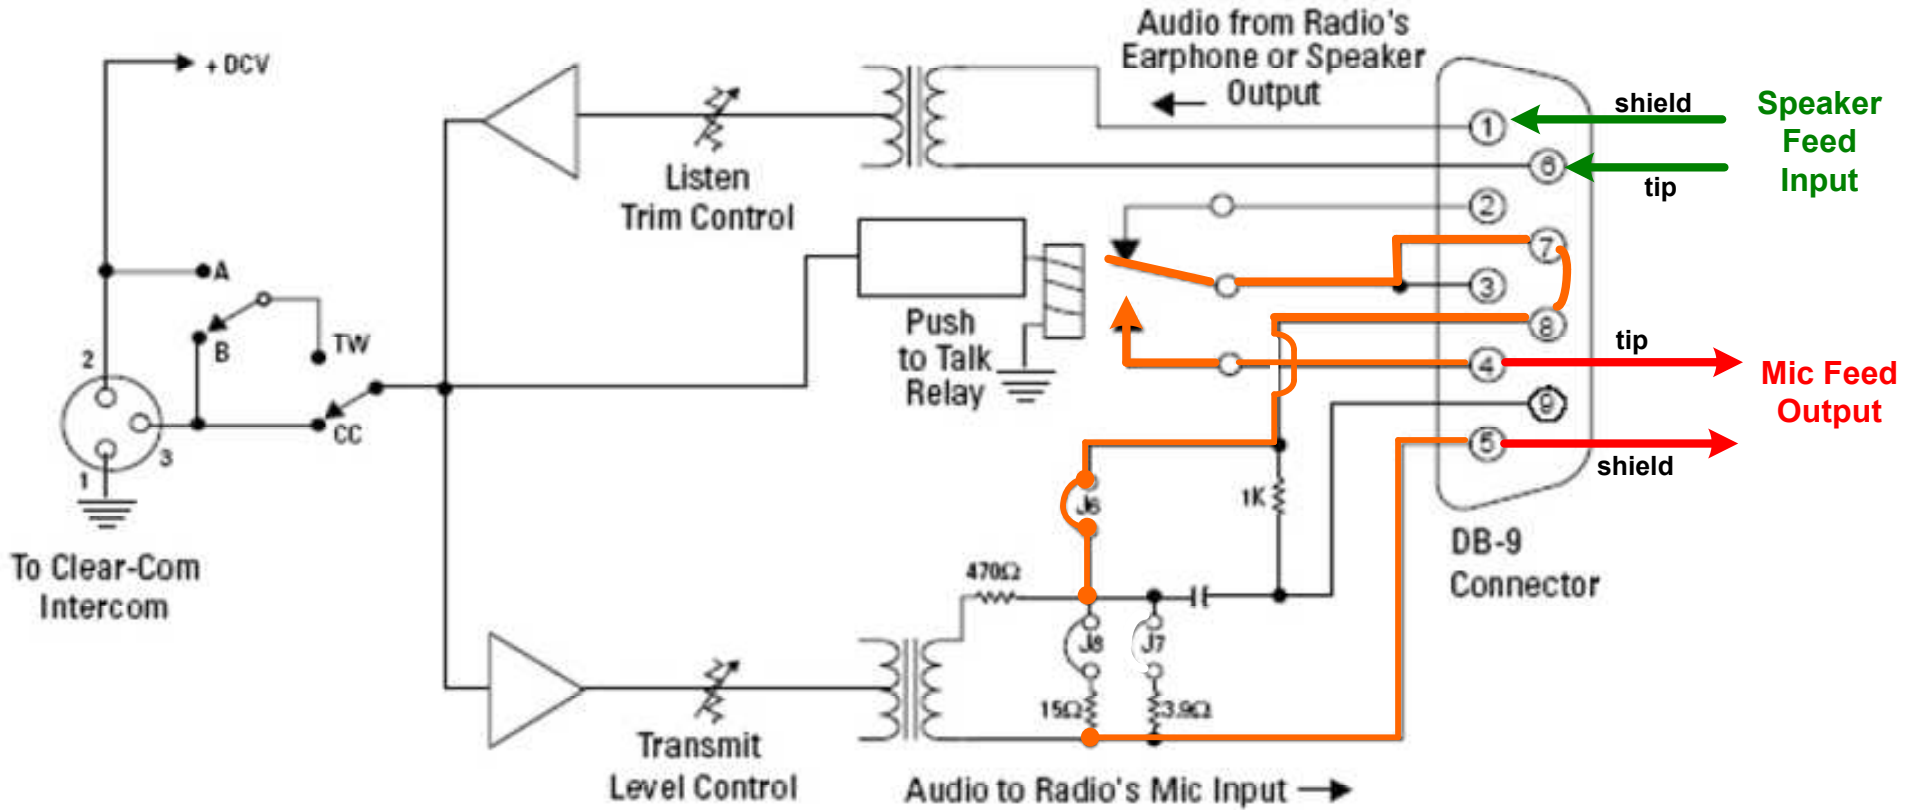 Audio from Radio's
Earphone or Speaker
Output
+ DCV
shield
Speaker
Feed
Input
1
6
tip
Listen
Trim Control
2
7
A
3
Push
to Talk
Relay
8
tip
TW
B
2
4
Mic Feed
Output
9
CC
3
1
5
shield
J6
1K
DB-9
Connector
To Clear-Com
Intercom
470Ω
J8
J7
15Ω
3.9Ω
Transmit
Level Control
Audio to Radio's Mic Input